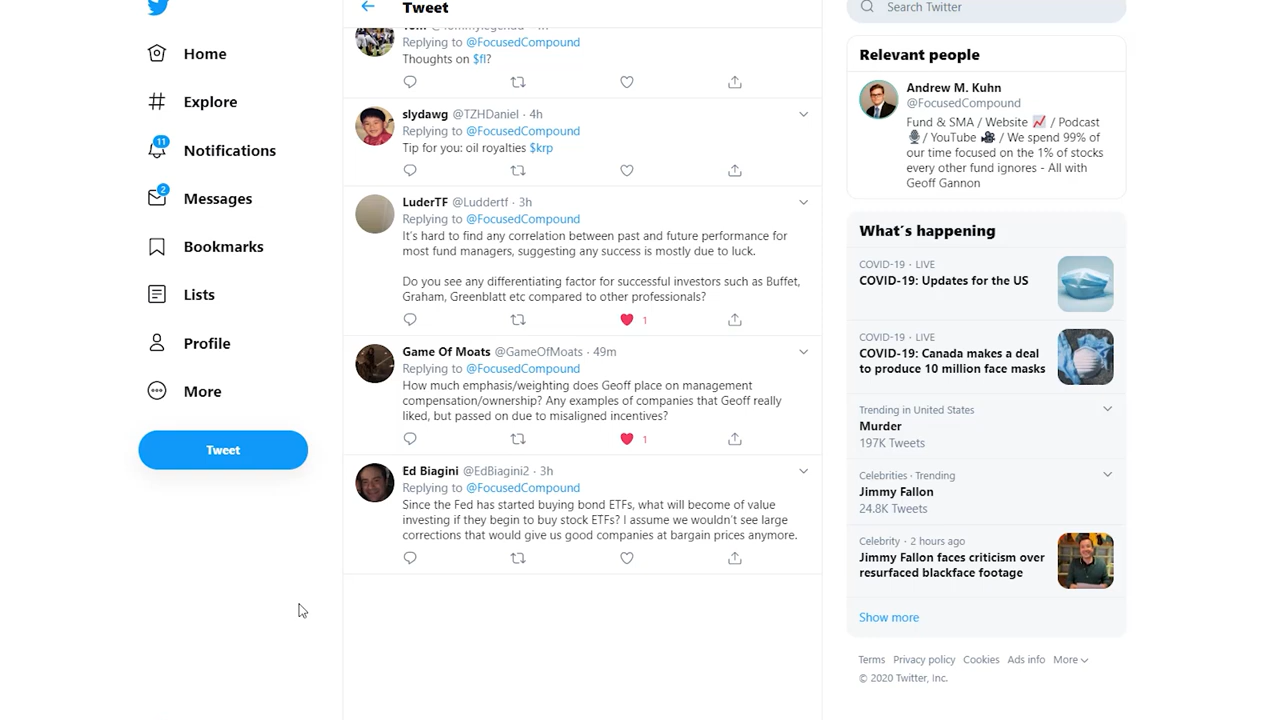 Home
Explore
11
Notifications
2
Messages
Bookmarks
Lists
Profile
More
Tweet
Tweet
Replying to @FocusedCompound
Thoughts on $fl?
slydawg @TZHDaniel · 4h
Replying to @FocusedCompound
Tip for you: oil royalties $krp
LuderTF @Luddertf · 3h
Replying to @FocusedCompound
It's hard to find any correlation between past and future performance for
most fund managers, suggesting any success is mostly due to luck.
Do you see any differentiating factor for successful investors such as Buffet,
Graham, Greenblatt etc compared to other professionals?
1
Game Of Moats @GameOfMoats · 49m
Replying to @FocusedCompound
How much emphasis/weighting does Geoff place on management
compensation/ownership? Any examples of companies that Geoff really
liked, but passed on due to misaligned incentives?
1
Ed Biagini @EdBiagini2 · 3h
Replying to @FocusedCompound
Since the Fed has started buying bond ETFs, what will become of value
investing if they begin to buy stock ETFs? I assume we wouldn't see large
corrections that would give us good companies at bargain prices anymore.
Search Twitter
Relevant people
Andrew M. Kuhn
@FocusedCompound
Fund & SMA / Website 📈 / Podcast
🎙/ YouTube 🎥 / We spend 99% of
our time focused on the 1% of stocks
every other fund ignores - All with
Geoff Gannon
What's happening
COVID-19 · LIVE
COVID-19: Updates for the US
COVID-19 · LIVE
COVID-19: Canada makes a deal
to produce 10 million face masks
Trending in United States
Murder
197K Tweets
Celebrities · Trending
Jimmy Fallon
24.8K Tweets
Celebrity · 2 hours ago
Jimmy Fallon faces criticism over
resurfaced blackface footage
Show more
Terms Privacy policy Cookies Ads info More
© 2020 Twitter, Inc.